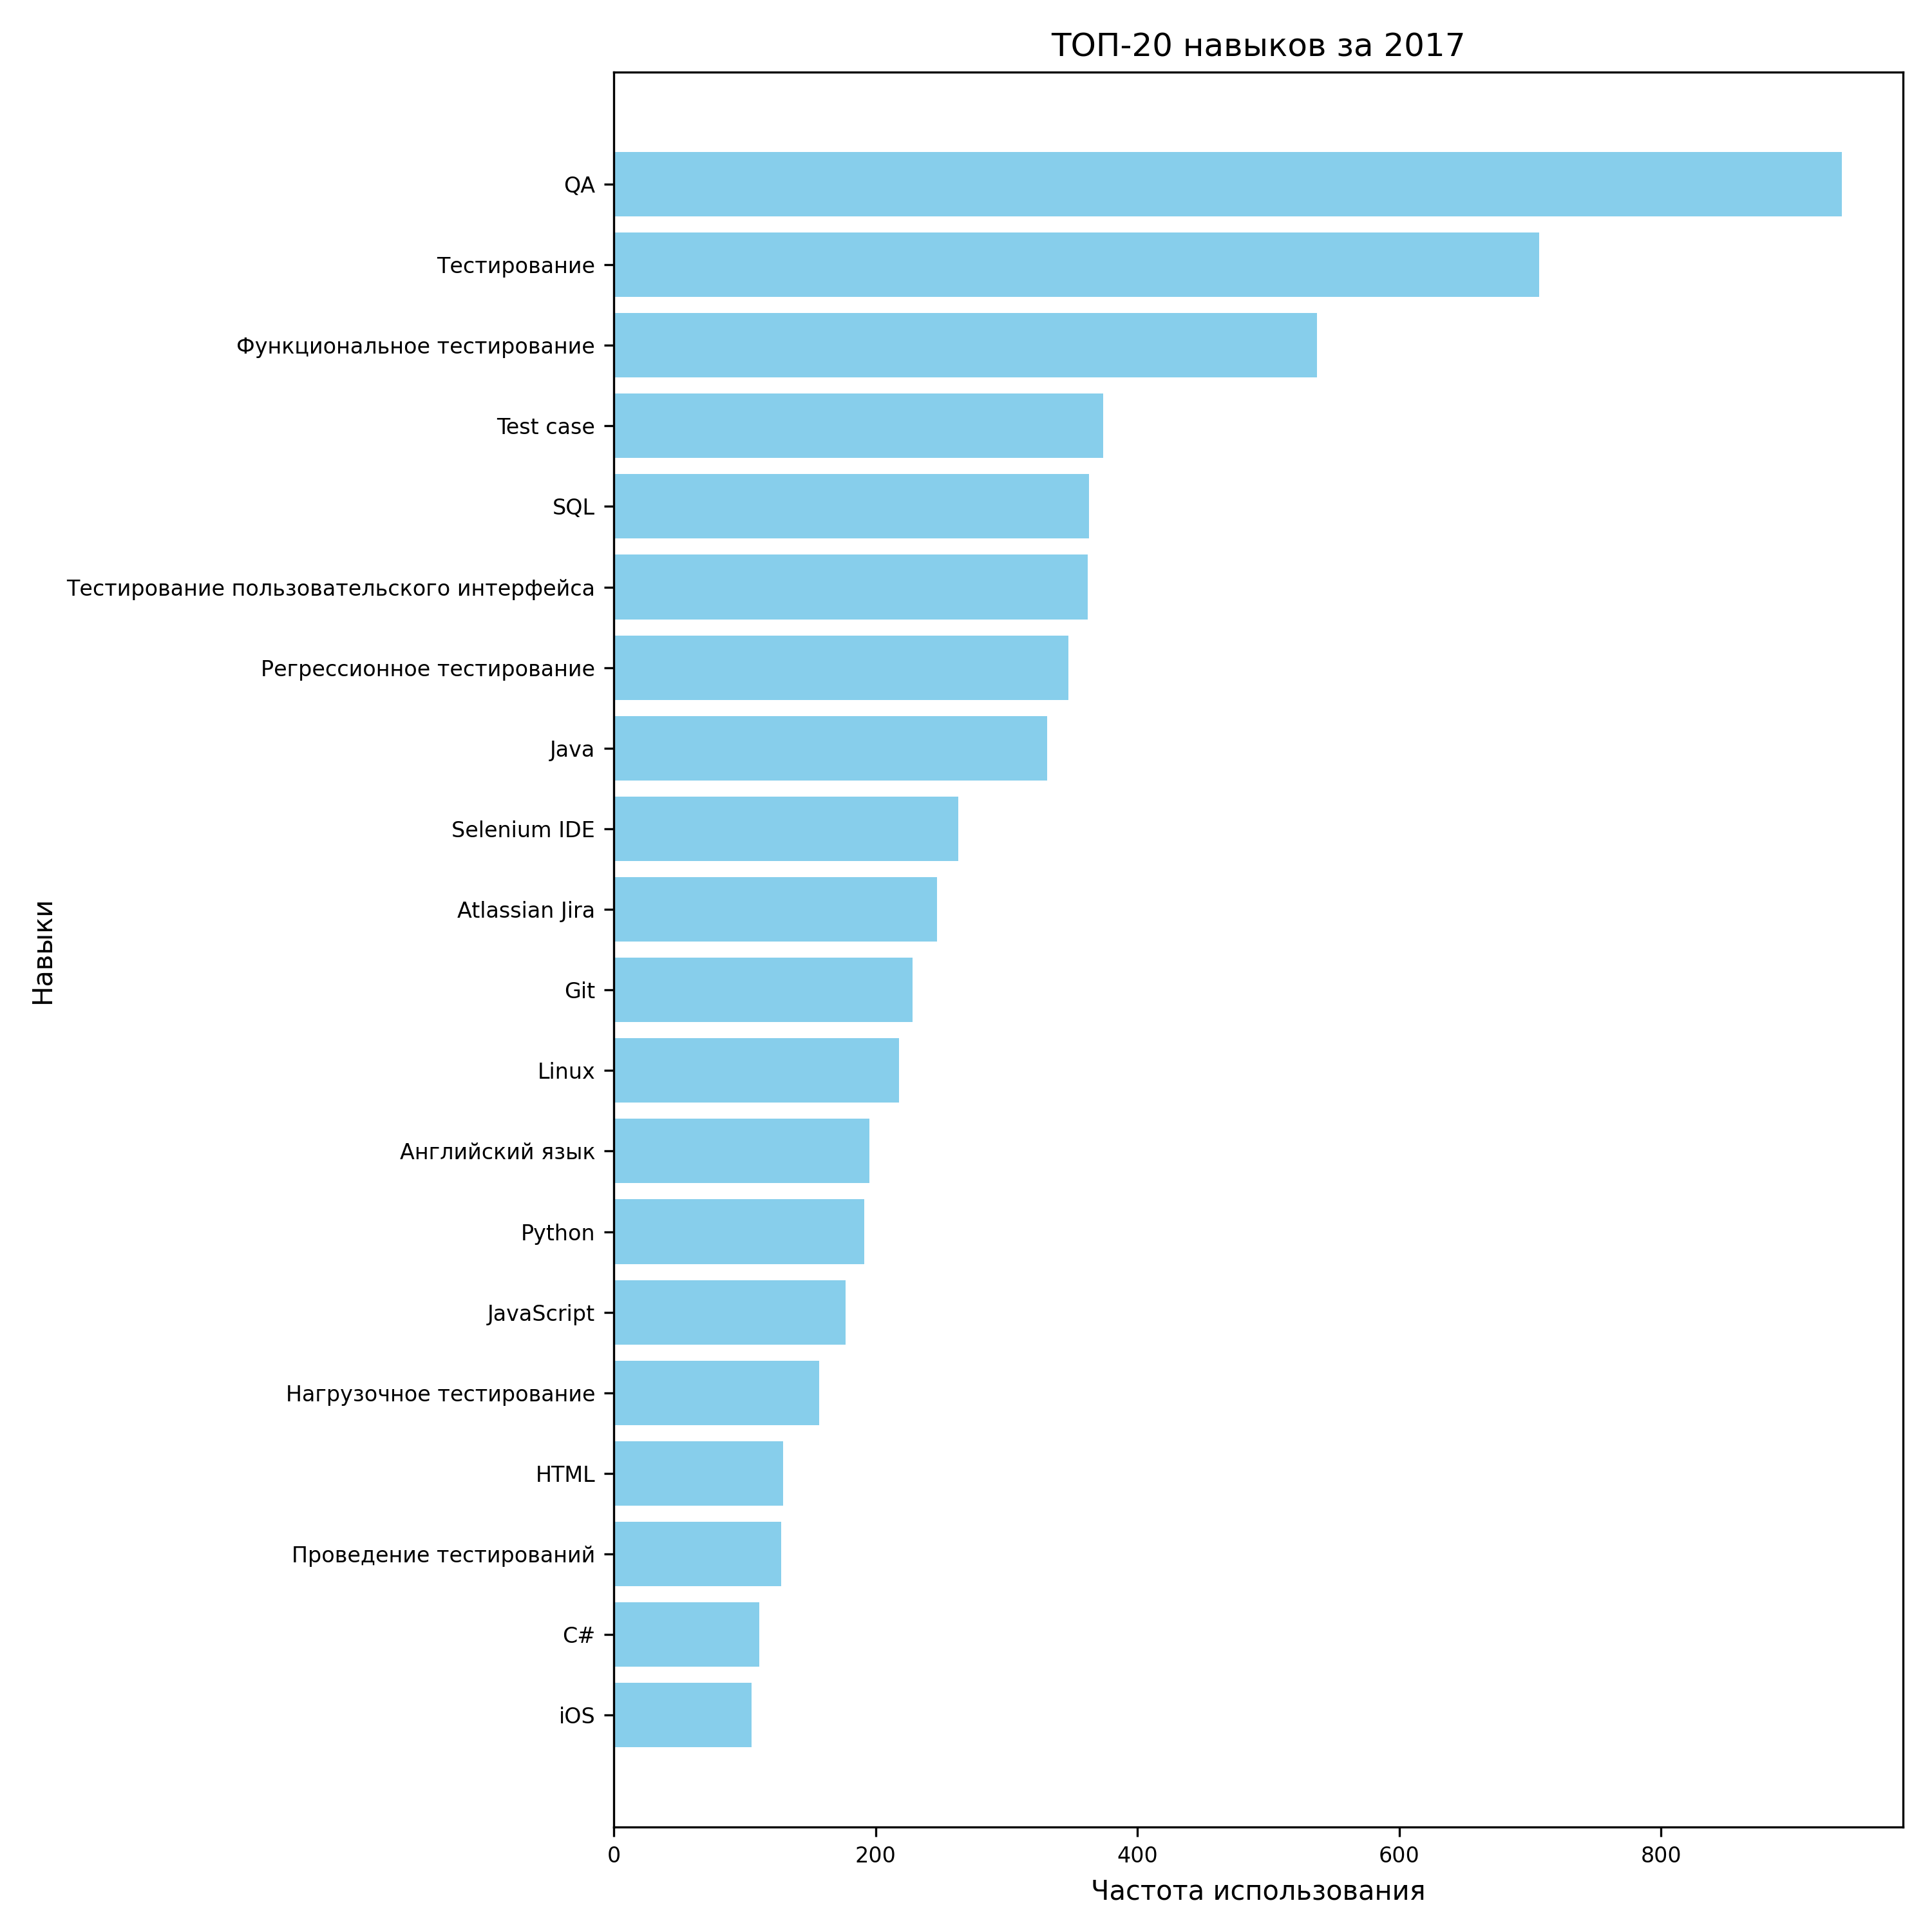 ТОП-20 навыков за 2017
QA
Тестирование
Функциональное тестирование
Test case
SQL
Тестирование пользовательского интерфейса
Регрессионное тестирование
Java
Selenium IDE
Atlassian Jira
Git
Linux
Английский язык
Python
JavaScript
Нагрузочное тестирование
HTML
Проведение тестирований
C#
iOS
Навыки
0 200 400 600 800
Частота использования